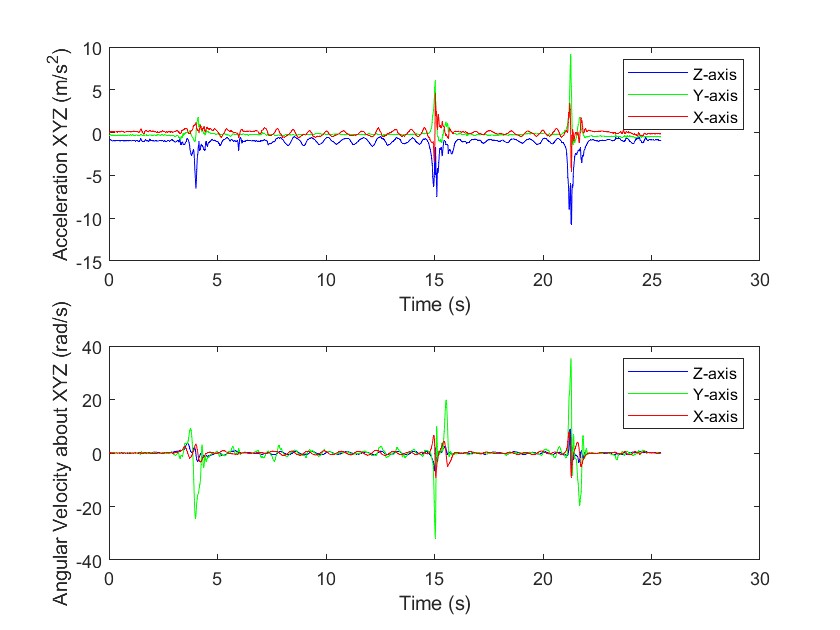 Acceleration XYZ (m/s²)
10
5
0
-5
-10
-15
Z-axis
Y-axis
X-axis
0 5 10 15 20 25 30
Time (s)
Angular Velocity about XYZ (rad/s)
40
20
0
-20
-40
Z-axis
Y-axis
X-axis
0 5 10 15 20 25 30
Time (s)